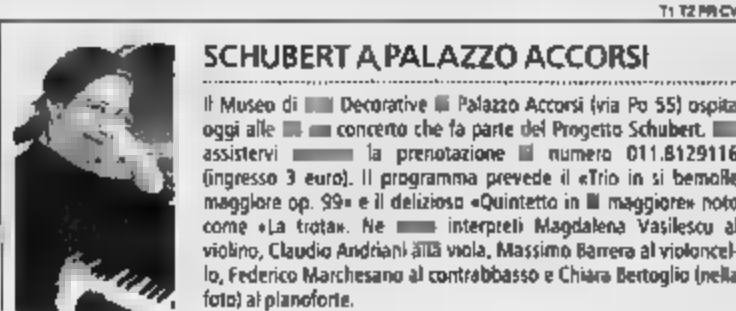 T1 T2 PR CV
SCHUBERT A PALAZZO ACCORSI
Il Museo di Decorative Palazzo Accorsi (via Po 55) ospita
oggi alle concerto che fa parte del Progetto Schubert.
assistervi la prenotazione numero 011.8129116
(ingresso 3 euro). Il programma prevede il «Trio in si bemolle
maggiore op. 99» e il delizioso «Quintetto in maggiore» noto
come «La trota». Ne interpreti Magdalena Vasilescu al
violino, Claudio Andriani alla viola, Massimo Barrera al violoncel-
lo, Federico Marchesano al contrabbasso e Chiara Bertoglio (nella
foto) al pianoforte.